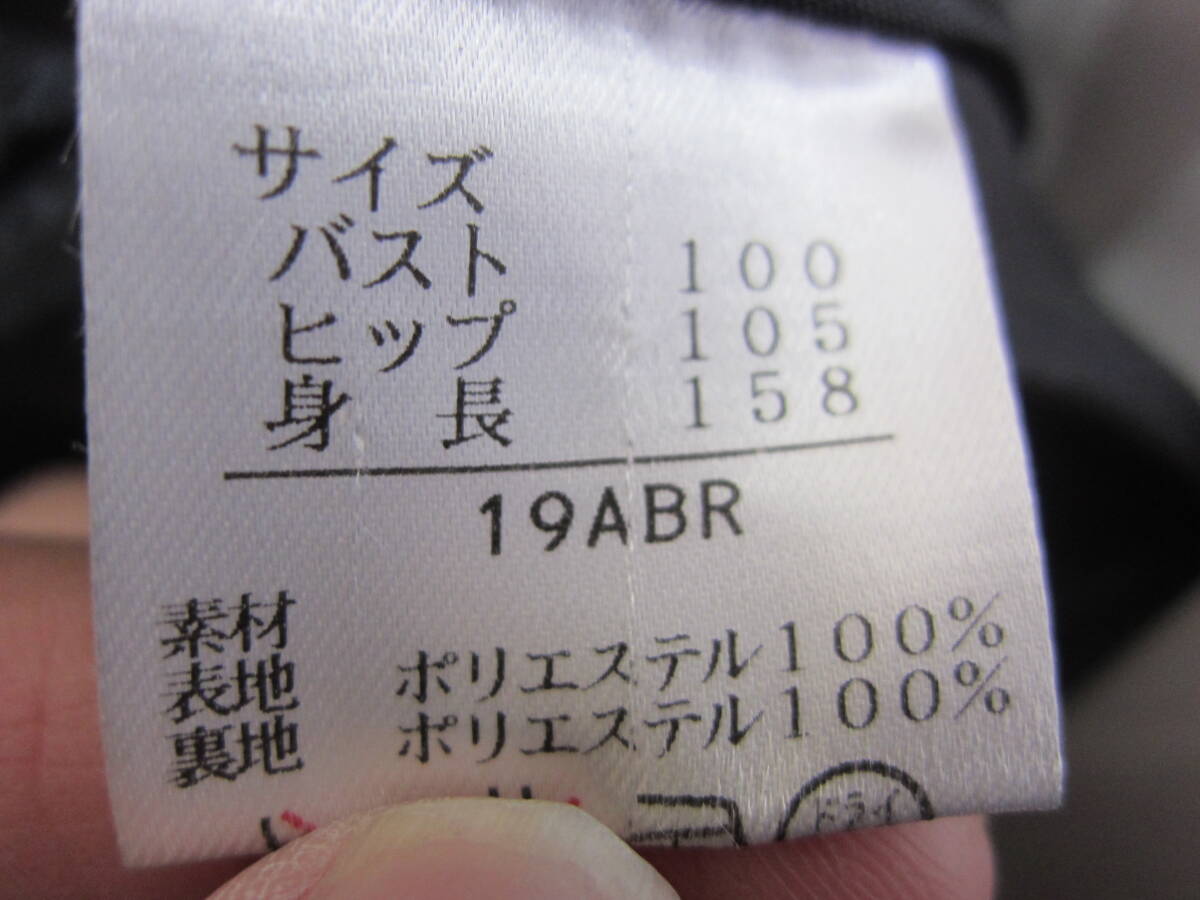 サイズ
バスト 100
ヒップ 105
身長 158
19ABR
素材
表地 ポリエステル100%
裏地 ポリエステル100%
ドライ